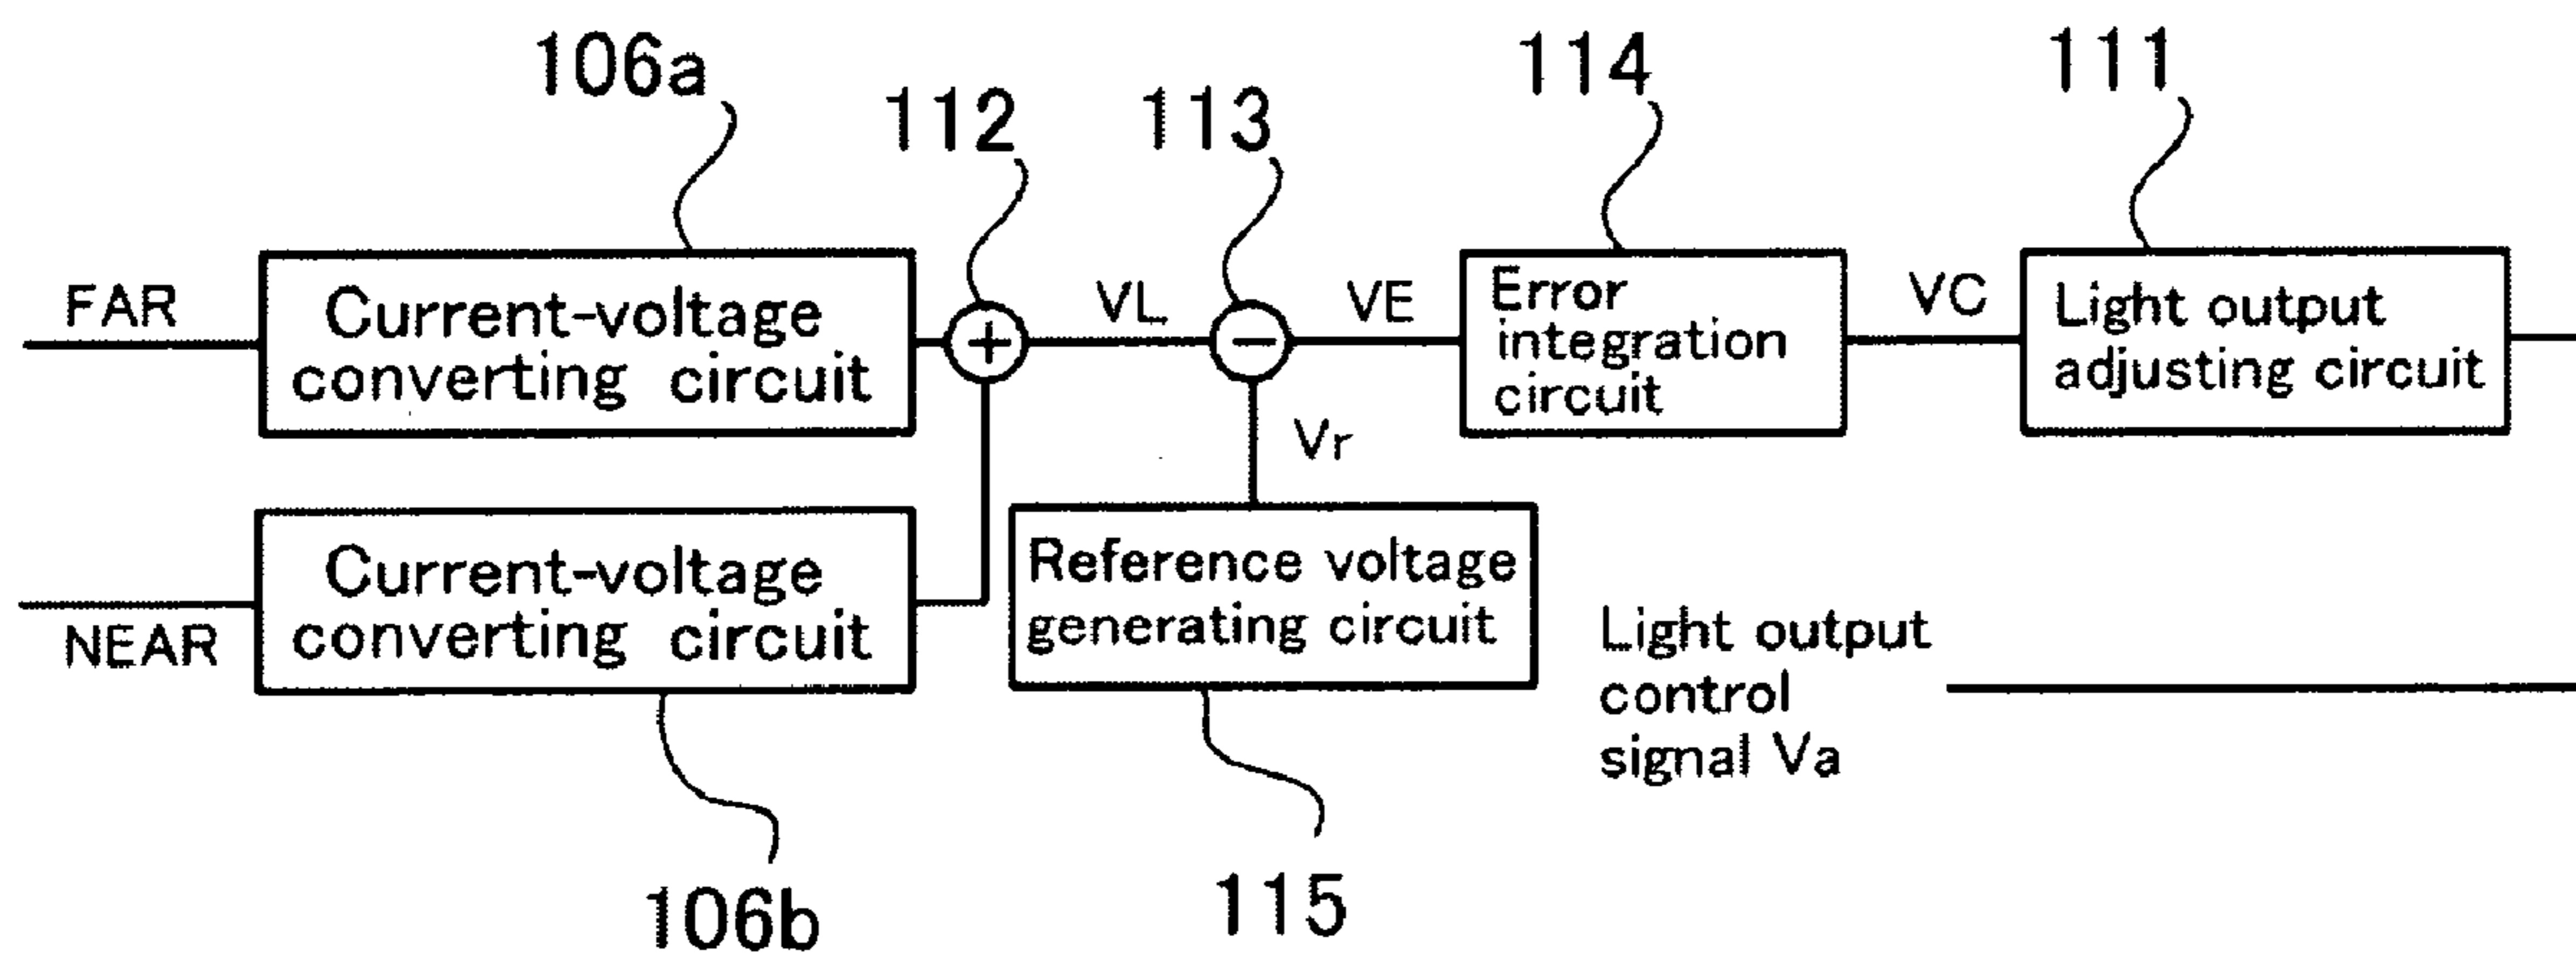 106a
112
113
114
111
FAR
Current-voltage
converting circuit
VL
VE
Error
integration
circuit
VC
Light output
adjusting circuit
Vr
NEAR
Current-voltage
converting circuit
Reference voltage
generating circuit
Light output
control
signal Va
106b
115